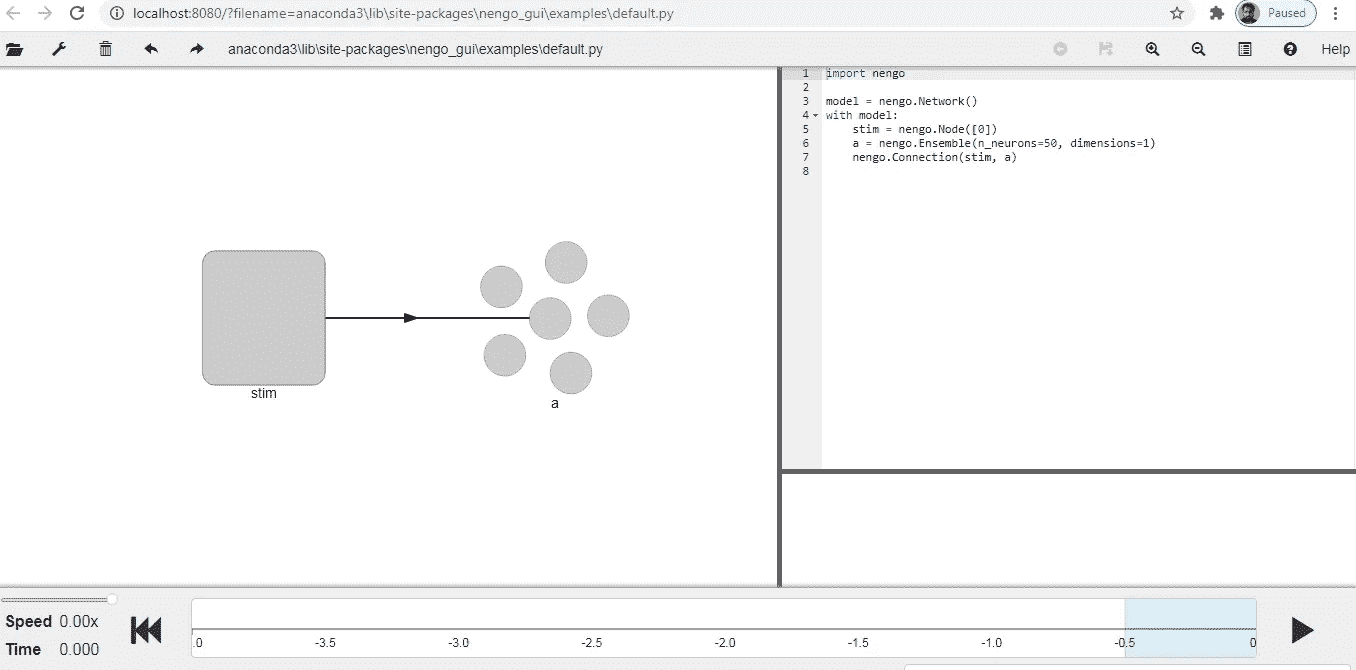 localhost:8080/?filename=anaconda3\lib\site-packages\nengo_gui\examples\default.py
Paused
anaconda3\lib\site-packages\nengo_gui\examples\default.py
Help
1 import nengo
2
3 model = nengo.Network()
4 with model:
5 stim = nengo.Node([0])
6 a = nengo.Ensemble(n_neurons=50, dimensions=1)
7 nengo.Connection(stim, a)
8
stim
a
Speed 0.00x
Time 0.000
.0 -3.5 -3.0 -2.5 -2.0 -1.5 -1.0 -0.5 0